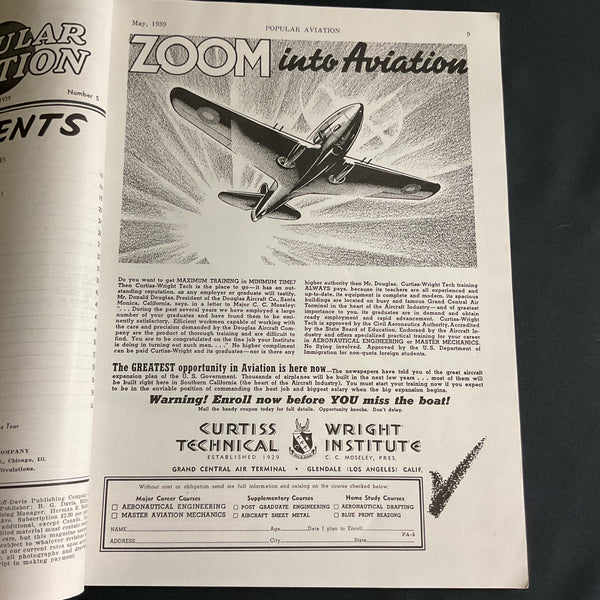 ULAR
TION
1939
Number 5
ENTS
a Tour
COMPANY
., Chicago, Ill.
Circulations.
iff-Davis Publishing Company
May, 1939
POPULAR AVIATION
9
ZOOM into Aviation
Do you want to get MAXIMUM TRAINING in MINIMUM TIME?
Then Curtiss-Wright Tech is the place to go—it has an out-
standing reputation, as any employer or graduate will testify.
Mr. Donald Douglas, President of the Douglas Aircraft Co., Santa
Monica, California, says, in a letter to Major C. C. Moseley:
". . . During the past several years we have employed a large
number of your graduates and have found them to be emi-
nently satisfactory. Efficient workmen capable of working with
the care and precision demanded by the Douglas Aircraft Com-
pany are the product of thorough training and are difficult to
find. You are to be congratulated on the fine job your Institute
is doing in turning out such men. . . ." No higher compliment
can be paid Curtiss-Wright and its graduates—nor is there any
higher authority than Mr. Douglas. Curtiss-Wright Tech training
ALWAYS pays, because its teachers are all experienced and
up-to-date, its equipment is complete and modern, its spacious
buildings are located on busy and famous Grand Central Air
Terminal in the heart of the Aircraft Industry—and of greatest
importance to you, its graduates are in demand and obtain
ready employment and rapid advancement. Curtiss-Wright
Tech is approved by the Civil Aeronautics Authority, Accredited
by the State Board of Education, Endorsed by the Aircraft In-
dustry and offers specialized practical training for your career
in AERONAUTICAL ENGINEERING or MASTER MECHANICS.
No flying involved. Approved by the U. S. Department of
Immigration for non-quota foreign students.
The GREATEST opportunity in Aviation is here now—The newspapers have told you of the great aircraft
expansion plan of the U. S. Government. Thousands of airplanes will be built in the next few years . . . most of them will
be built right here in Southern California (the heart of the Aircraft Industry). You must start your training now if you expect
to be in the enviable position of commanding the best job and biggest salary when the big expansion begins.
Warning! Enroll now before YOU miss the boat!
Mail the handy coupon today for full details. Opportunity knocks. Don't delay.
CURTISS WRIGHT
TECHNICAL INSTITUTE
ESTABLISHED 1929 C. C. MOSELEY, PRES.
GRAND CENTRAL AIR TERMINAL • GLENDALE (LOS ANGELES) CALIF.
Without cost or obligation send me full information and catalog on the course checked below:
Major Career Courses Supplementary Courses Home Study Courses
AERONAUTICAL ENGINEERING POST GRADUATE ENGINEERING AERONAUTICAL DRAFTING
MASTER AVIATION MECHANICS AIRCRAFT SHEET METAL BLUE PRINT READING
NAME Age Date I plan to Enroll
PA-5
ADDRESS City State